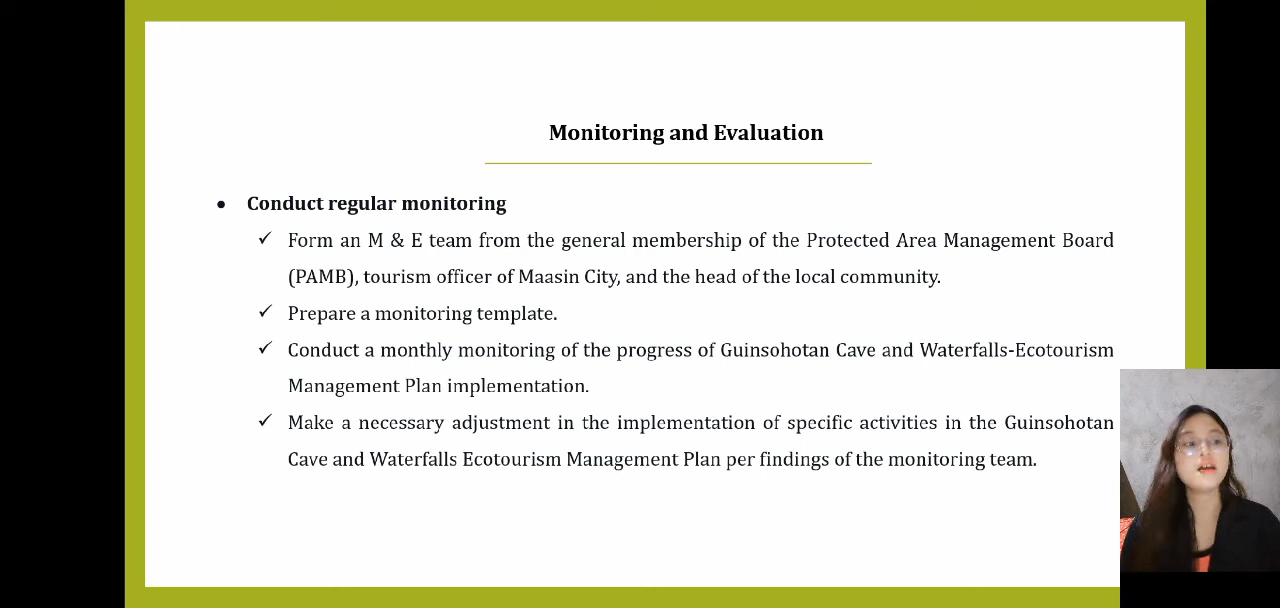 Monitoring and Evaluation
● Conduct regular monitoring
✓ Form an M & E team from the general membership of the Protected Area Management Board
(PAMB), tourism officer of Maasin City, and the head of the local community.
✓ Prepare a monitoring template.
✓ Conduct a monthly monitoring of the progress of Guinsohotan Cave and Waterfalls-Ecotourism
Management Plan implementation.
✓ Make a necessary adjustment in the implementation of specific activities in the Guinsohotan
Cave and Waterfalls Ecotourism Management Plan per findings of the monitoring team.